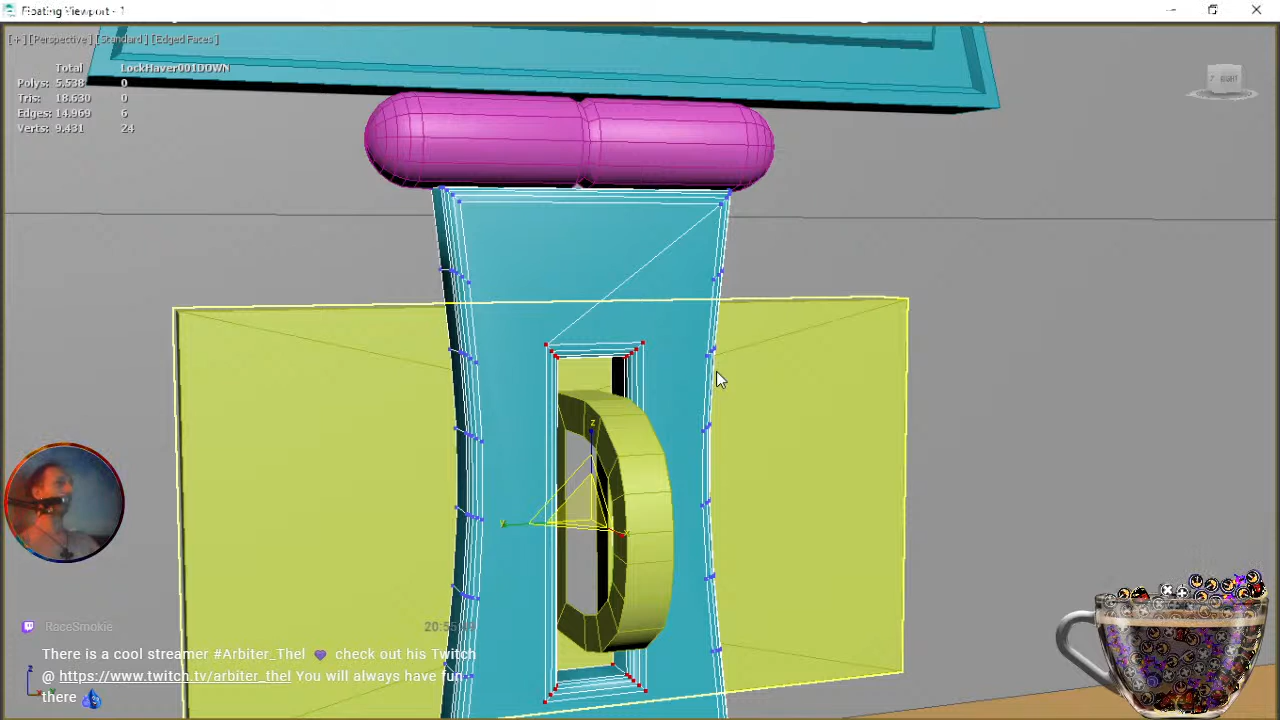 Floating Viewport - 1
[ + ] [Perspective ] [Standard ] [Edged Faces ]
RIGHT
Total LockHaver001DOWN
Polys: 5.538 0
Tris: 18.630 0
Edges: 14.969 6
Verts: 9.431 24
z
y
x
RaceSmokie
There is a cool streamer #Arbiter_Thel 💜 check out his Twitch
@ https://www.twitch.tv/arbiter_thel You will always have fun
there 💧
z